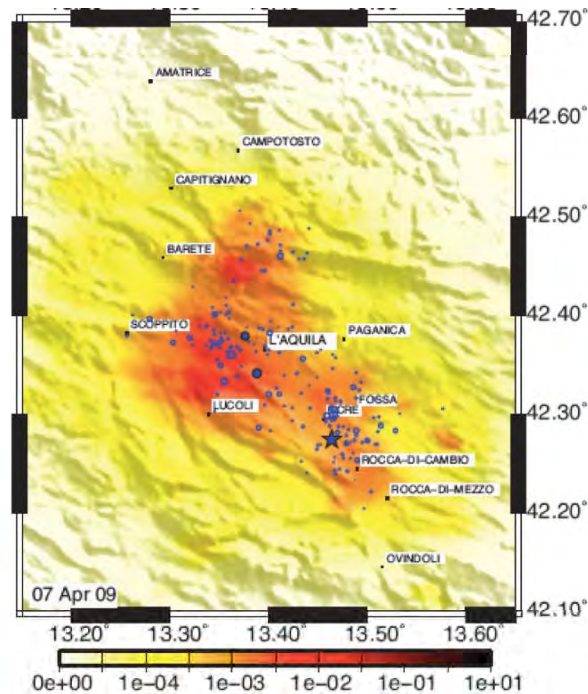 42.70°
AMATRICE
42.60°
CAMPOTOSTO
CAPITIGNANO
42.50°
BARETE
42.40°
SCOPPITO
L'AQUILA
PAGANICA
LUCOLI
FOSSA
42.30°
OCRE
ROCCA-DI-CAMBIO
ROCCA-DI-MEZZO
42.20°
OVINDOLI
07 Apr 09
42.10°
13.20° 13.30° 13.40° 13.50° 13.60°
0e+00 1e-04 1e-03 1e-02 1e-01 1e+01